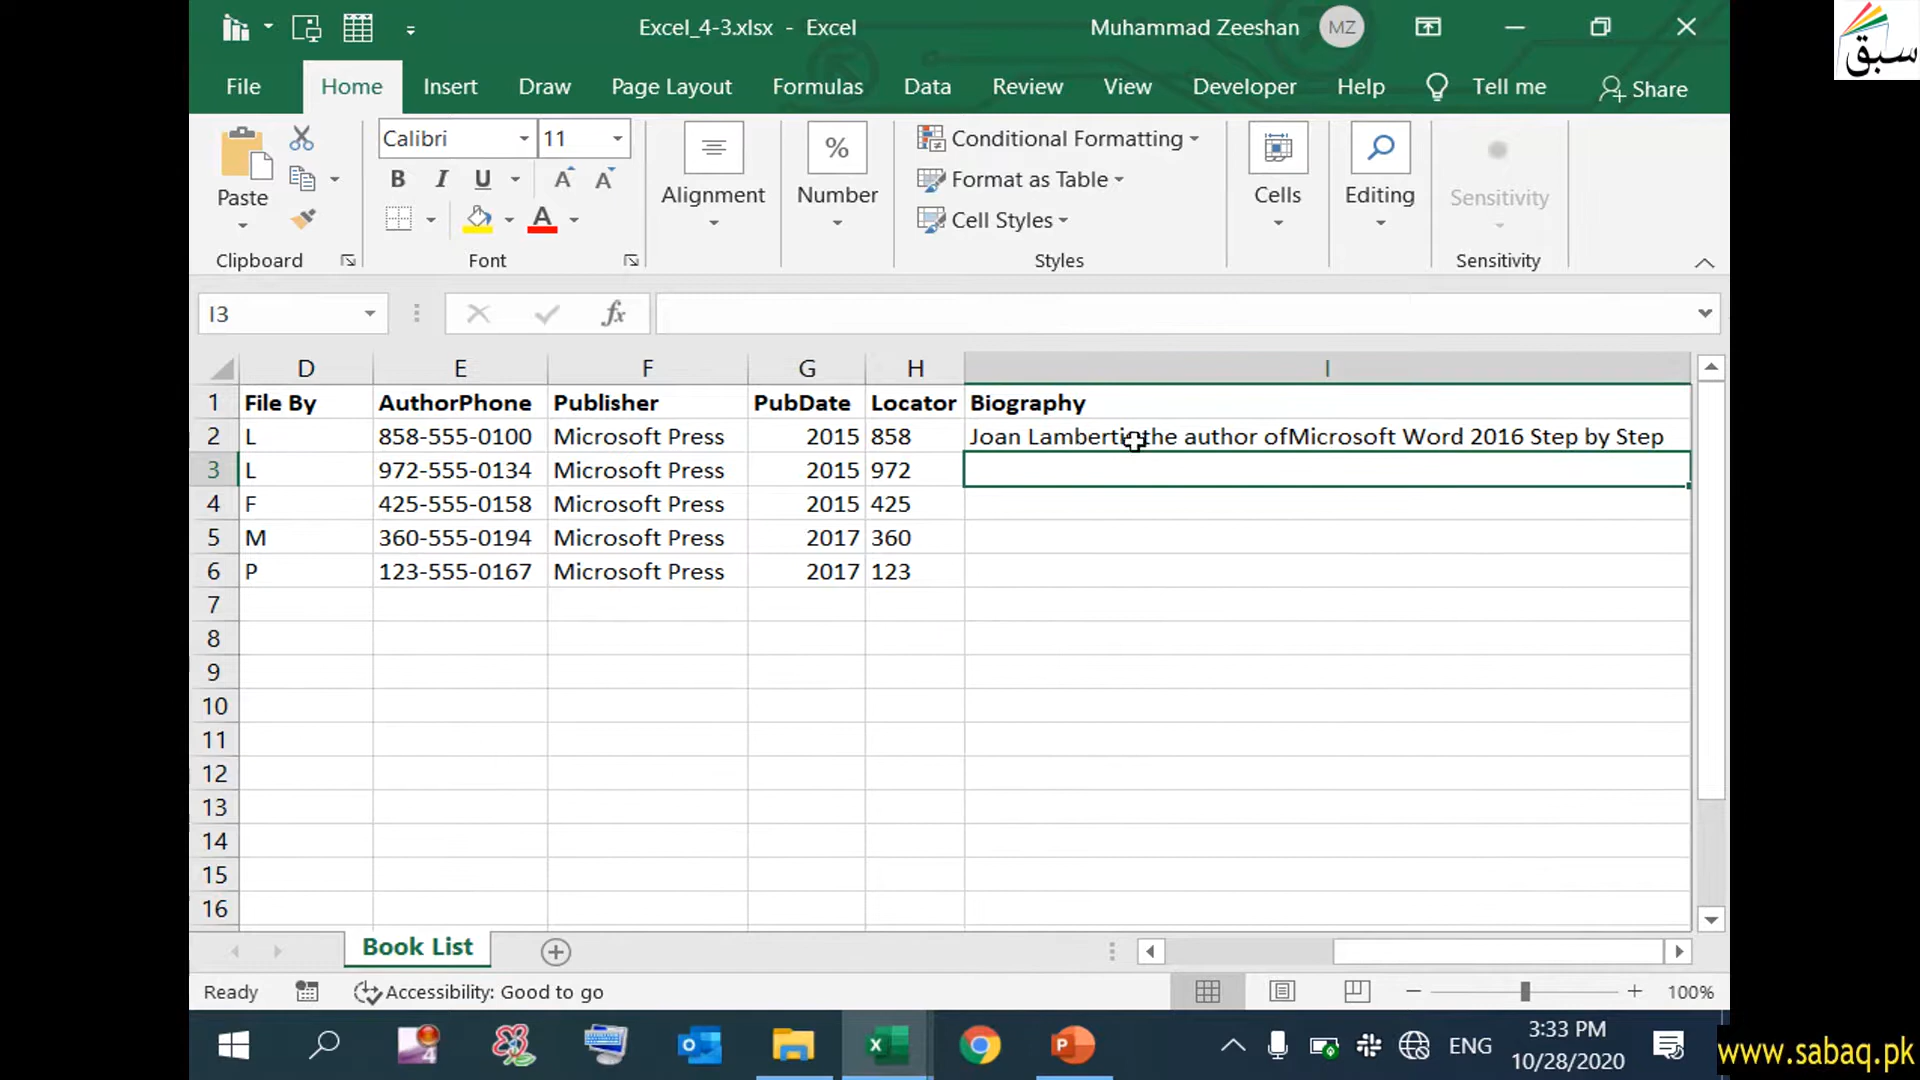 Excel_4-3.xlsx - Excel Muhammad Zeeshan MZ
سبق
File Home Insert Draw Page Layout Formulas Data Review View Developer Help Tell me Share
Paste
Calibri 11
B I U A A
A
Alignment
%
Number
Conditional Formatting
Format as Table
Cell Styles
Cells
Editing
Sensitivity
Clipboard Font Styles Sensitivity
I3 fx
D E F G H I
1 File By AuthorPhone Publisher PubDate Locator Biography
2 L 858-555-0100 Microsoft Press 2015 858 Joan Lambert the author ofMicrosoft Word 2016 Step by Step
3 L 972-555-0134 Microsoft Press 2015 972
4 F 425-555-0158 Microsoft Press 2015 425
5 M 360-555-0194 Microsoft Press 2017 360
6 P 123-555-0167 Microsoft Press 2017 123
7
8
9
10
11
12
13
14
15
16
Book List
Ready Accessibility: Good to go 100%
4 ENG 3:33 PM
10/28/2020
www.sabaq.pk